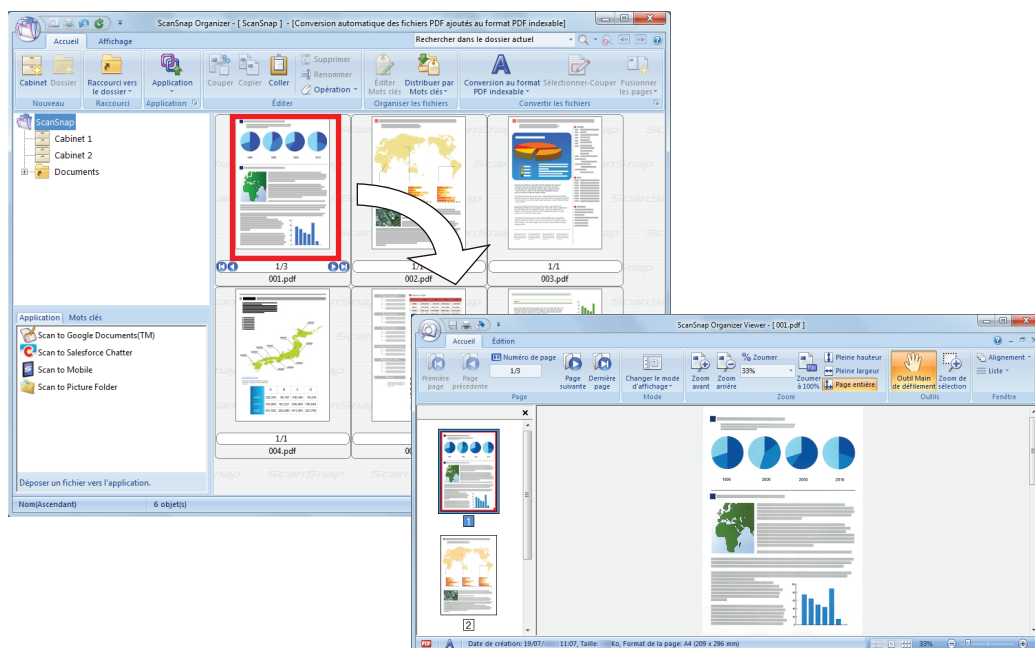 ScanSnap Organizer - [ ScanSnap ] - [Conversion automatique des fichiers PDF ajoutés au format PDF indexable]
Accueil Affichage
Rechercher dans le dossier actuel
Cabinet Dossier
Raccourci vers le dossier
Application
Couper Copier Coller
Supprimer
Renommer
Opération
Éditer Mots clés
Distribuer par Mots clés
Conversion au format PDF indexable
Sélectionner-Couper
Fusionner les pages
Nouveau Raccourci Application Éditer Organiser les fichiers Convertir les fichiers
ScanSnap
Cabinet 1
Cabinet 2
Documents
1/3
001.pdf
002.pdf
1/1
003.pdf
Application Mots clés
Scan to Google Documents(TM)
Scan to Salesforce Chatter
Scan to Mobile
Scan to Picture Folder
1/1
004.pdf
Déposer un fichier vers l'application.
Nom(Ascendant) 6 objet(s)
ScanSnap Organizer Viewer - [ 001.pdf ]
Accueil Édition
Première page
Page précédente
Numéro de page
1/3
Page suivante
Dernière page
Changer le mode d'affichage
Zoom avant
Zoom arrière
% Zoumer
33%
Zoumer à 100%
Pleine hauteur
Pleine largeur
Page entière
Outil Main de défilement
Zoom de sélection
Alignement
Liste
Page Mode Zoom Outils Fenêtre
1
2
1995 2000 2005 2010
Date de création: 19/07/ 11:07, Taille: Ko, Format de la page: A4 (209 x 296 mm)
33%